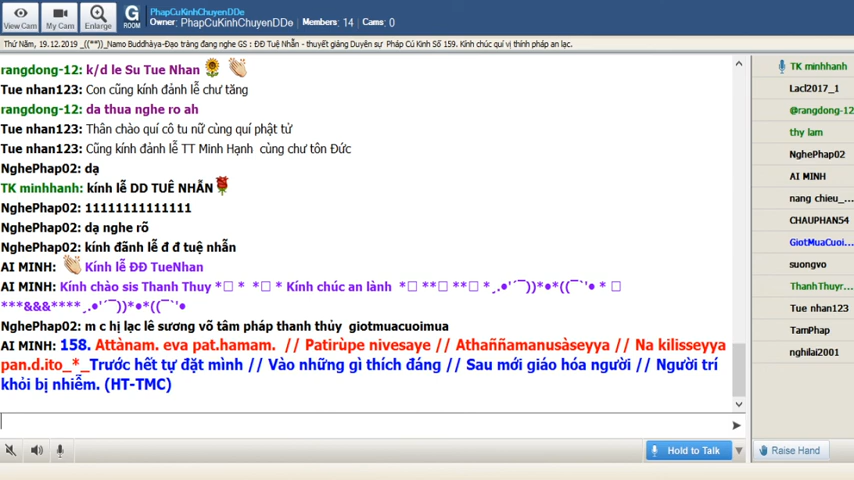 PhapCuKinhChuyenDDe
Owner: PhapCuKinhChuyenDDe Members: 14 Cams: 0
View Cam My Cam Enlarge G ROOM
Thứ Năm, 19.12.2019 _((**))_Namo Buddhàya-Đạo tràng đang nghe GS : ĐĐ Tuệ Nhẫn - thuyết giảng Duyên sự Pháp Cú Kinh Số 159. Kính chúc quí vị thính pháp an lạc.
rangdong-12: k/d le Su Tue Nhan
Tue nhan123: Con cũng kính đảnh lễ chư tăng
rangdong-12: da thua nghe ro ah
Tue nhan123: Thân chào quí cô tu nữ cùng quí phật tử
Tue nhan123: Cũng kính đảnh lễ TT Minh Hạnh cùng chư tôn Đức
NghePhap02: dạ
TK minhhanh: kính lễ DD TUÊ NHẪN
NghePhap02: 11111111111111
NghePhap02: dạ nghe rõ
NghePhap02: kính đãnh lễ đ đ tuệ nhẫn
AI MINH: Kính lễ ĐĐ TueNhan
AI MINH: Kính chào sis Thanh Thuy *□ * *□ * Kính chúc an lành *□ **□ **□ *¸.•'´¯))*•*((¯`'• * □
***&&&****¸.•'´¯))*•*((¯`'•*
NghePhap02: m c hị lạc lê sương võ tâm pháp thanh thủy giotmuacuoimua
AI MINH: 158. Attànam. eva pat.hamam. // Patirùpe nivesaye // Athaññamanusàseyya // Na kilisseyya
pan.d.ito_*_Trước hết tự đặt mình // Vào những gì thích đáng // Sau mới giáo hóa người // Người trí
khỏi bị nhiễm. (HT-TMC)
TK minhhanh
Lacl2017_1
@rangdong-12
thy lam
NghePhap02
AI MINH
nang chieu_...
CHAUPHAN54
GiotMuaCuoi...
suongvo
ThanhThuyr...
Tue nhan123
TamPhap
nghilai2001
Hold to Talk
Raise Hand